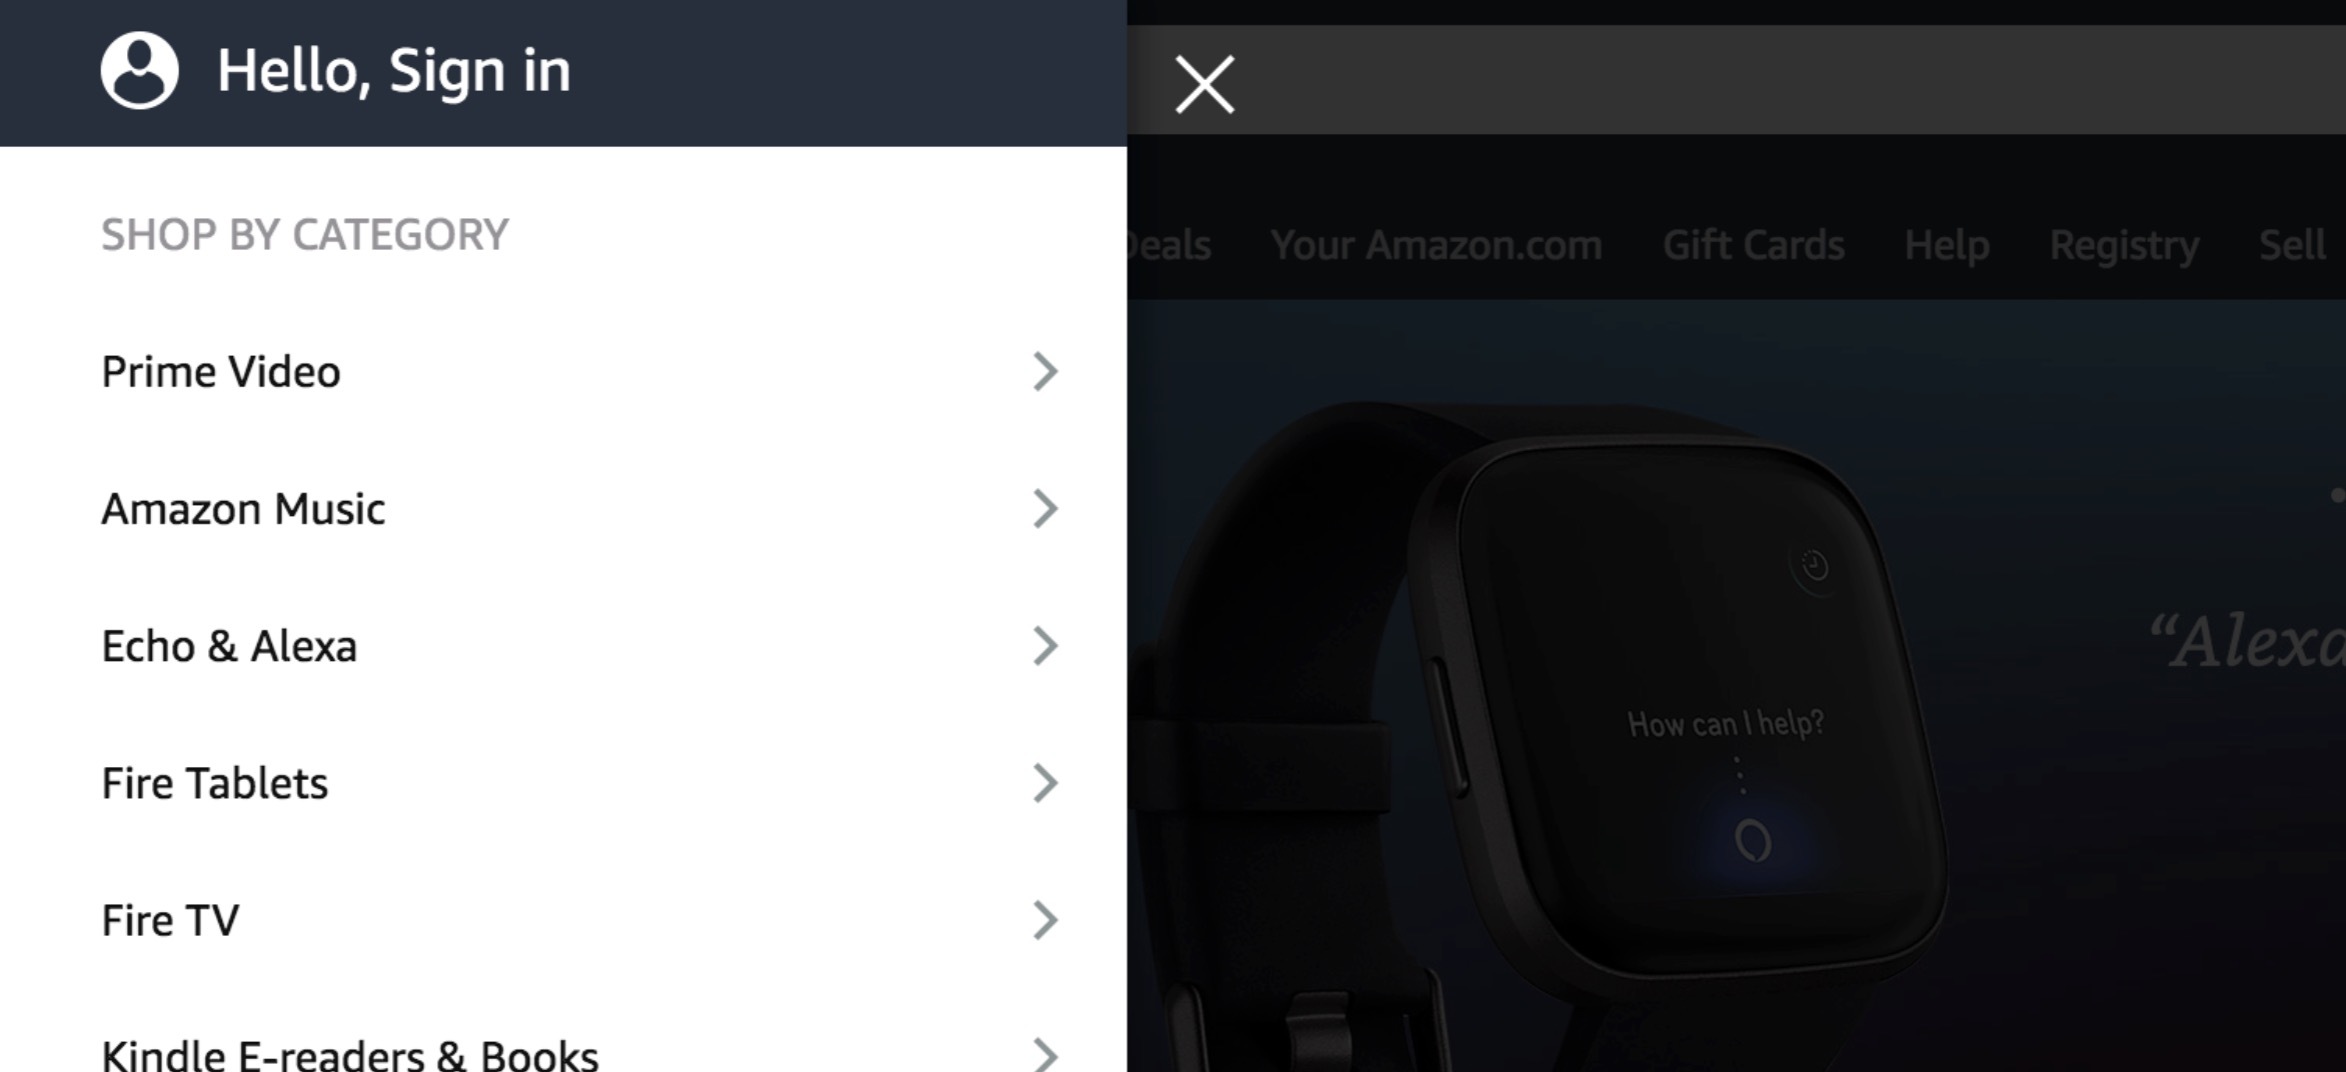 Hello, Sign in
SHOP BY CATEGORY
Prime Video
Amazon Music
Echo & Alexa
Fire Tablets
Fire TV
Kindle E-readers & Books
Deals Your Amazon.com Gift Cards Help Registry Sell
“Alexa
How can I help?